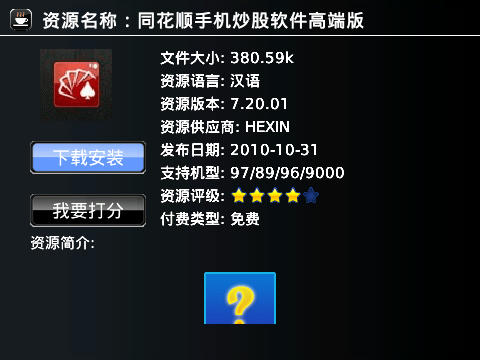 资源名称：同花顺手机炒股软件高端版
文件大小: 380.59k
资源语言: 汉语
资源版本: 7.20.01
资源供应商: HEXIN
发布日期: 2010-10-31
支持机型: 97/89/96/9000
资源评级:
付费类型: 免费
下载安装
我要打分
资源简介:
?